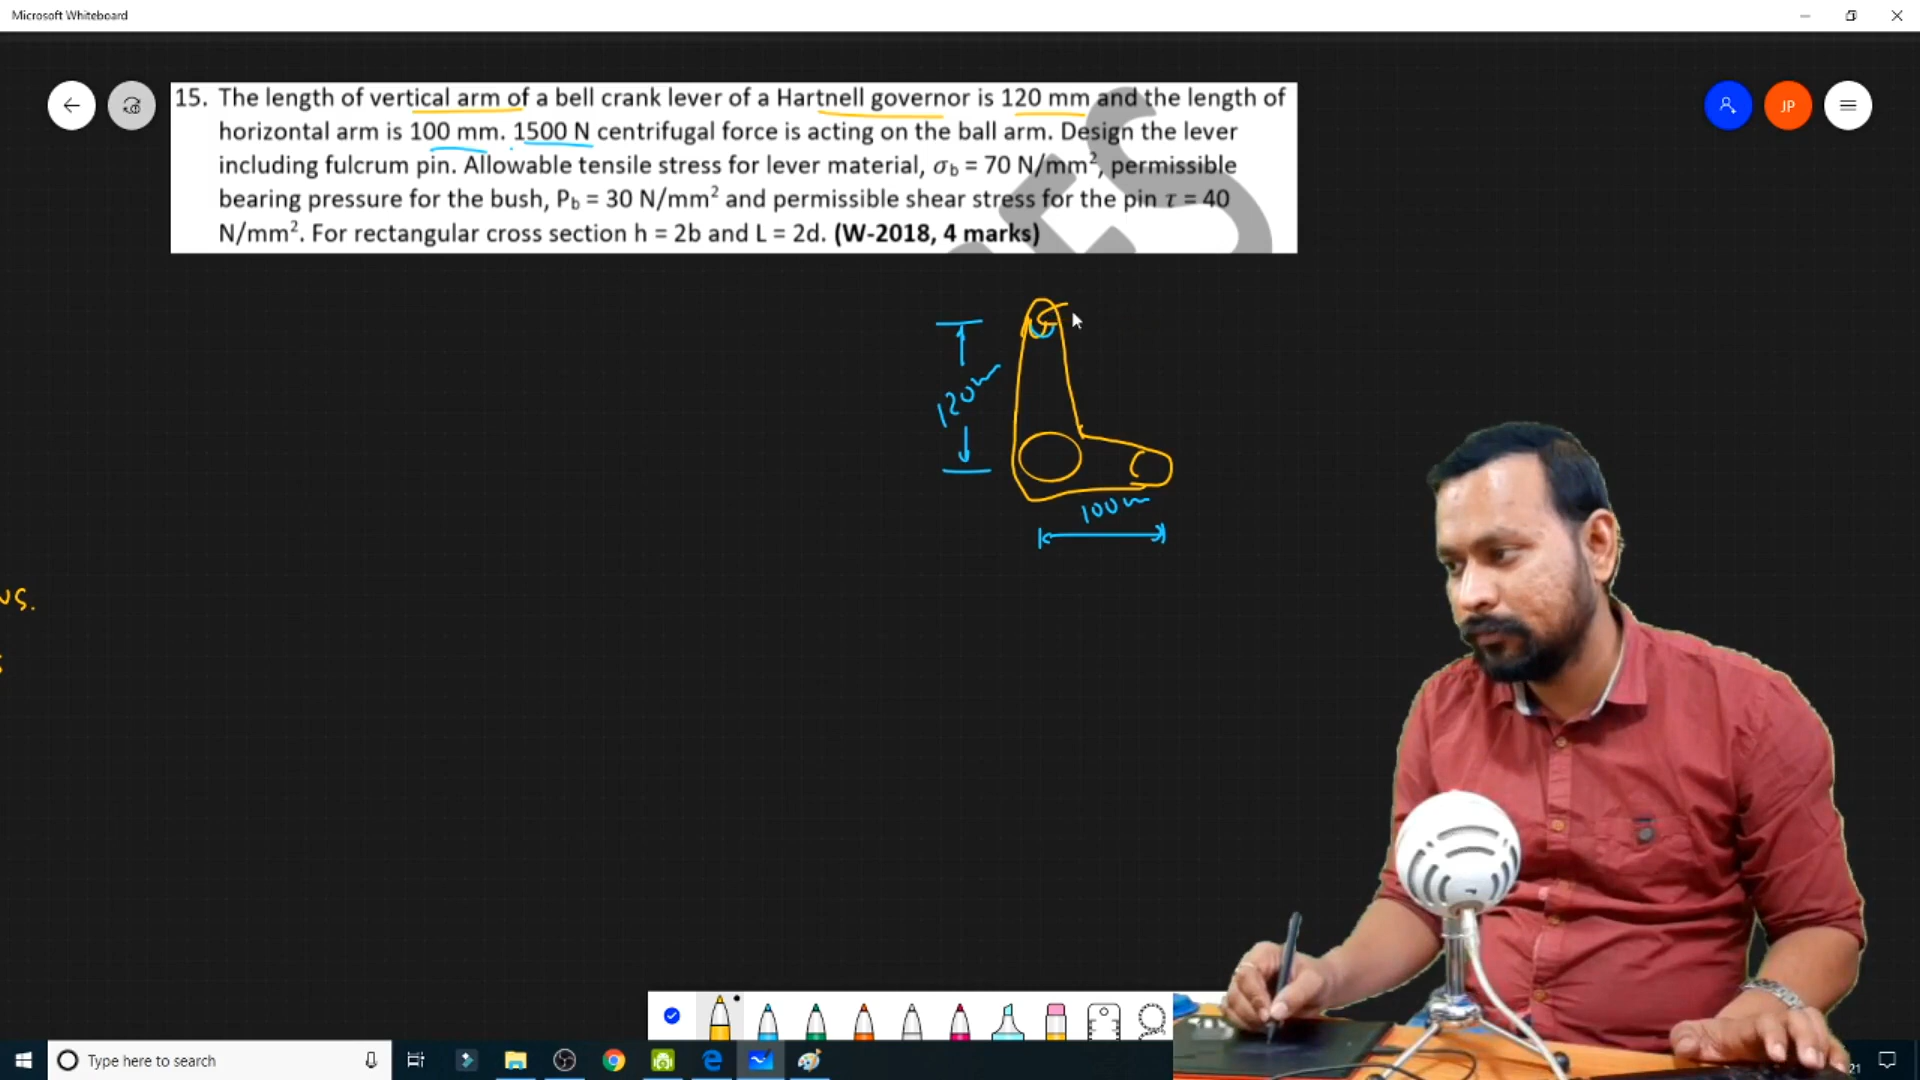 Microsoft Whiteboard
JP
15. The length of vertical arm of a bell crank lever of a Hartnell governor is 120 mm and the length of
horizontal arm is 100 mm. 1500 N centrifugal force is acting on the ball arm. Design the lever
including fulcrum pin. Allowable tensile stress for lever material, σb = 70 N/mm², permissible
bearing pressure for the bush, Pb = 30 N/mm² and permissible shear stress for the pin τ = 40
N/mm². For rectangular cross section h = 2b and L = 2d. (W-2018, 4 marks)
120m
100m
Type here to search
21